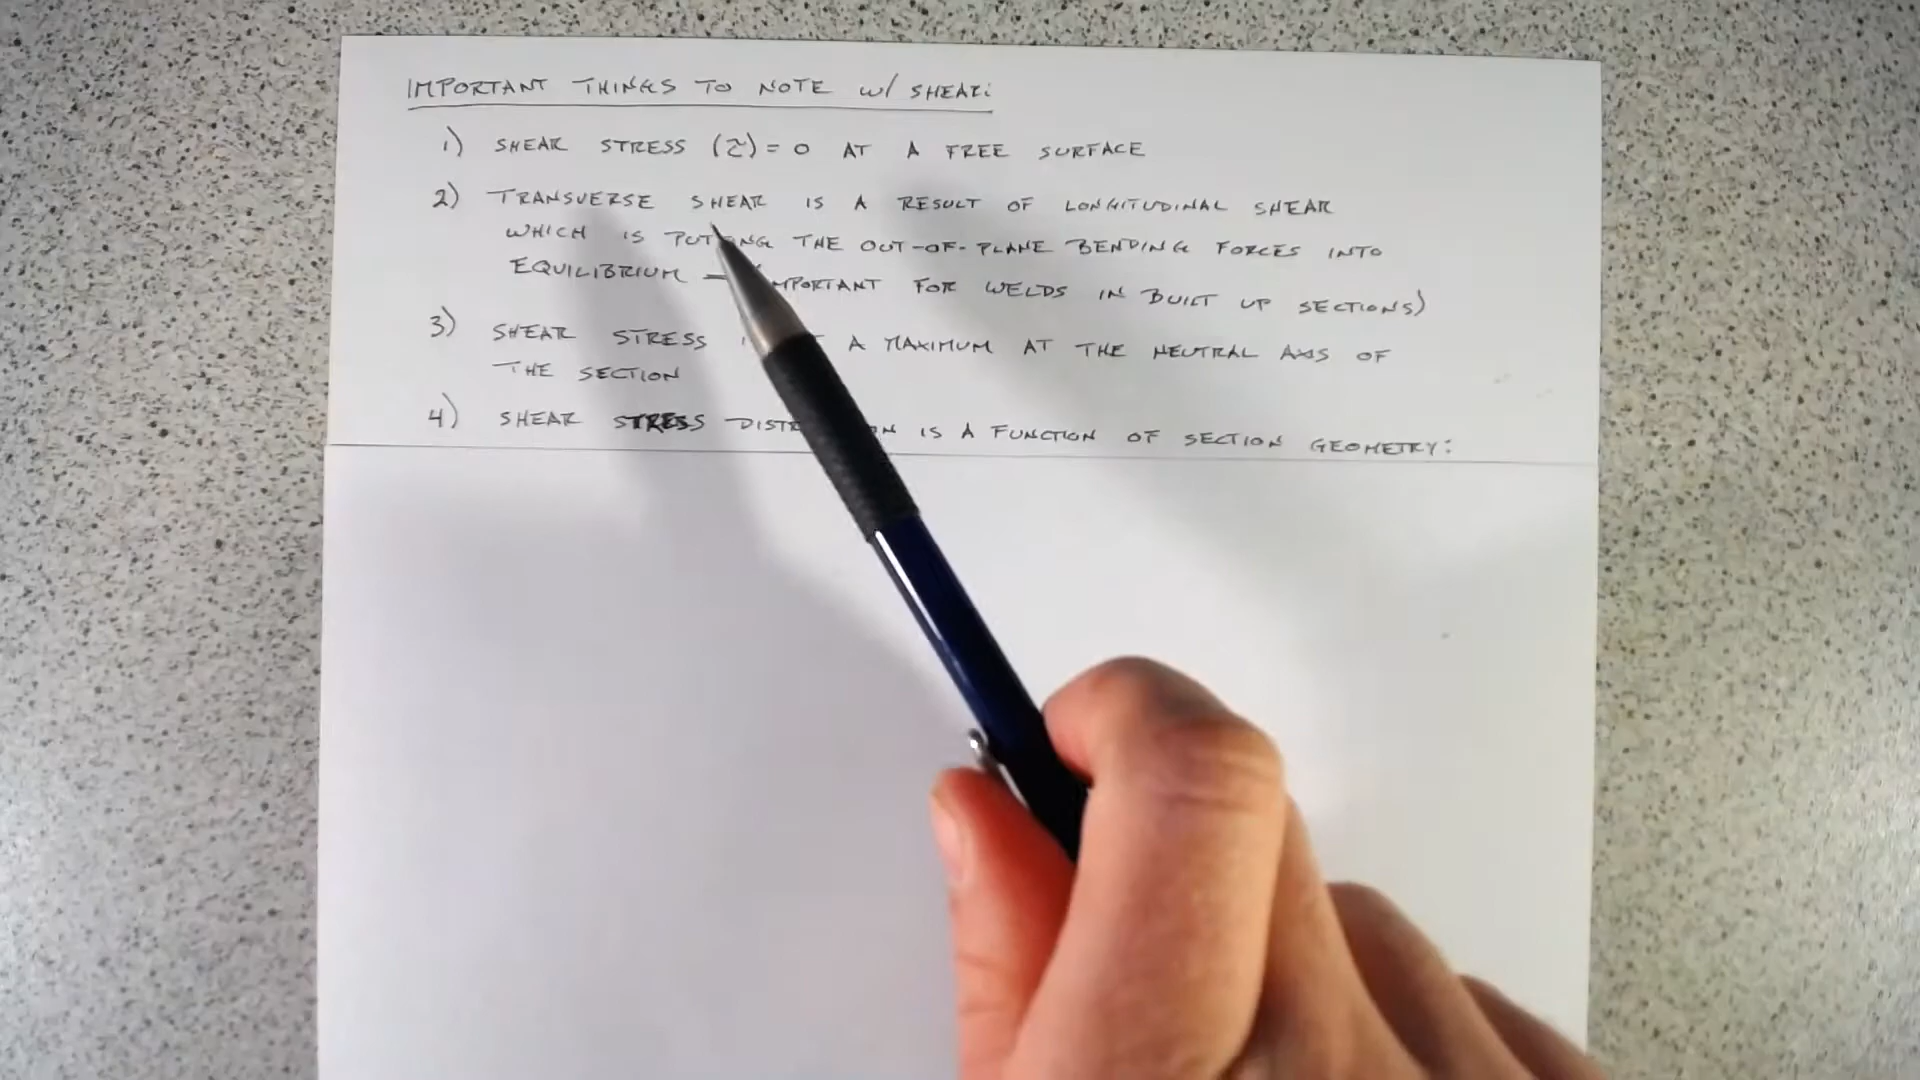 IMPORTANT THINGS TO NOTE W/ SHEAR:
1) SHEAR STRESS (τ) = 0 AT A FREE SURFACE
2) TRANSVERSE SHEAR IS A RESULT OF LONGITUDINAL SHEAR
WHICH IS THE OUT-OF-PLANE BENDING FORCES INTO
EQUILIBRIUM FOR WELDS IN BUILT UP SECTIONS)
3) SHEAR STRESS A MAXIMUM AT THE NEUTRAL AXIS OF
THE SECTION
4) SHEAR STRESS IS A FUNCTION OF SECTION GEOMETRY: